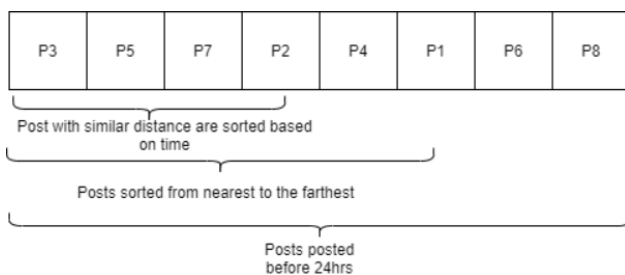 P3 P5 P7 P2 P4 P1 P6 P8
Post with similar distance are sorted based
on time
Posts sorted from nearest to the farthest
Posts posted
before 24hrs